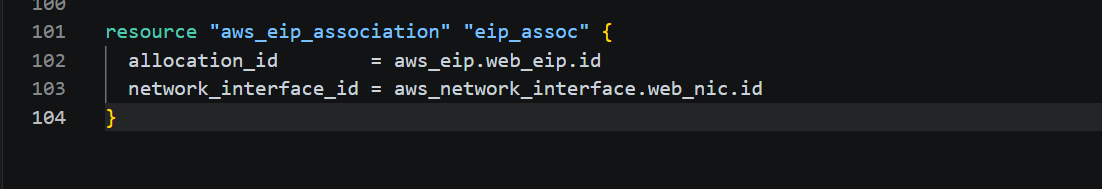 100
101 resource "aws_eip_association" "eip_assoc" {
102 allocation_id = aws_eip.web_eip.id
103 network_interface_id = aws_network_interface.web_nic.id
104 }